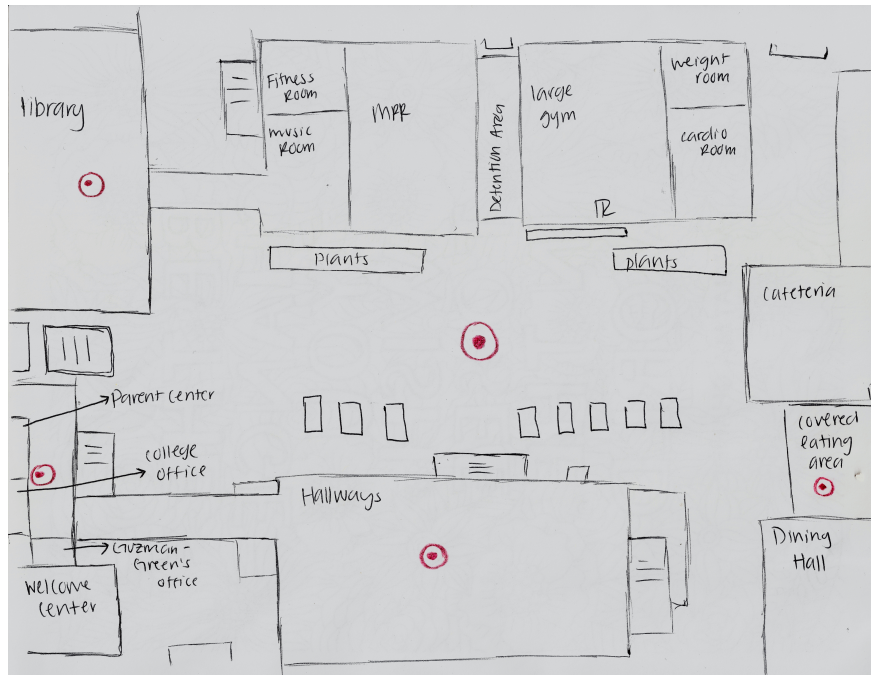 library
Fitness
Room
music
Room
MPR
Detention Area
large
gym
weight
room
cardio
Room
plants
plants
Cafeteria
Parent center
college
office
Hallways
covered
eating
area
Guzman-
Green's
office
Welcome
Center
Dining
Hall